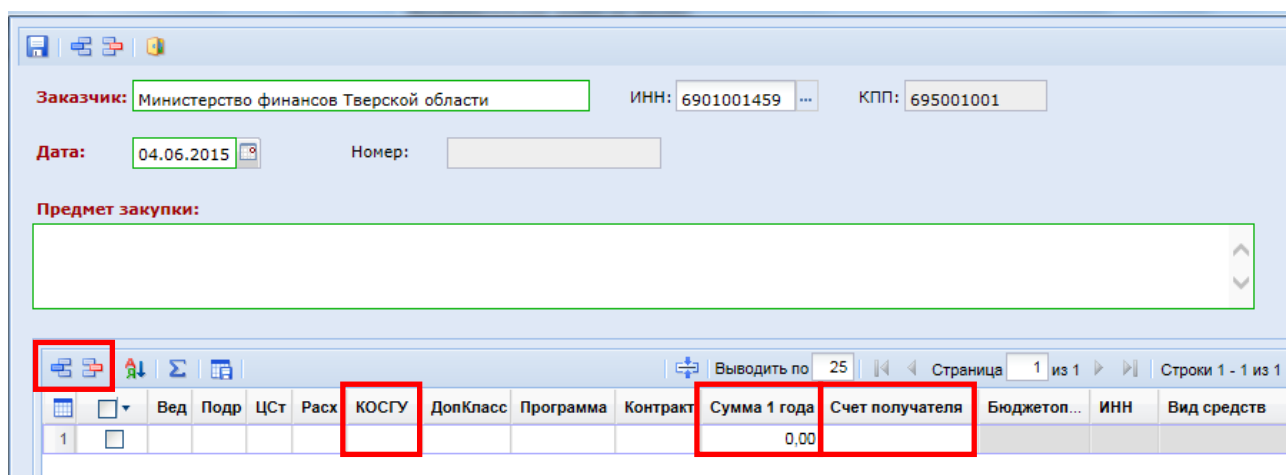 Заказчик: Министерство финансов Тверской области ИНН: 6901001459 ... КПП: 695001001
Дата: 04.06.2015 Номер:
Предмет закупки:
Выводить по 25 Страница 1 из 1 Строки 1 - 1 из 1
Вед Подр ЦСт Расх КОСГУ ДопКласс Программа Контракт Сумма 1 года Счет получателя Бюджетоп... ИНН Вид средств
1 0,00